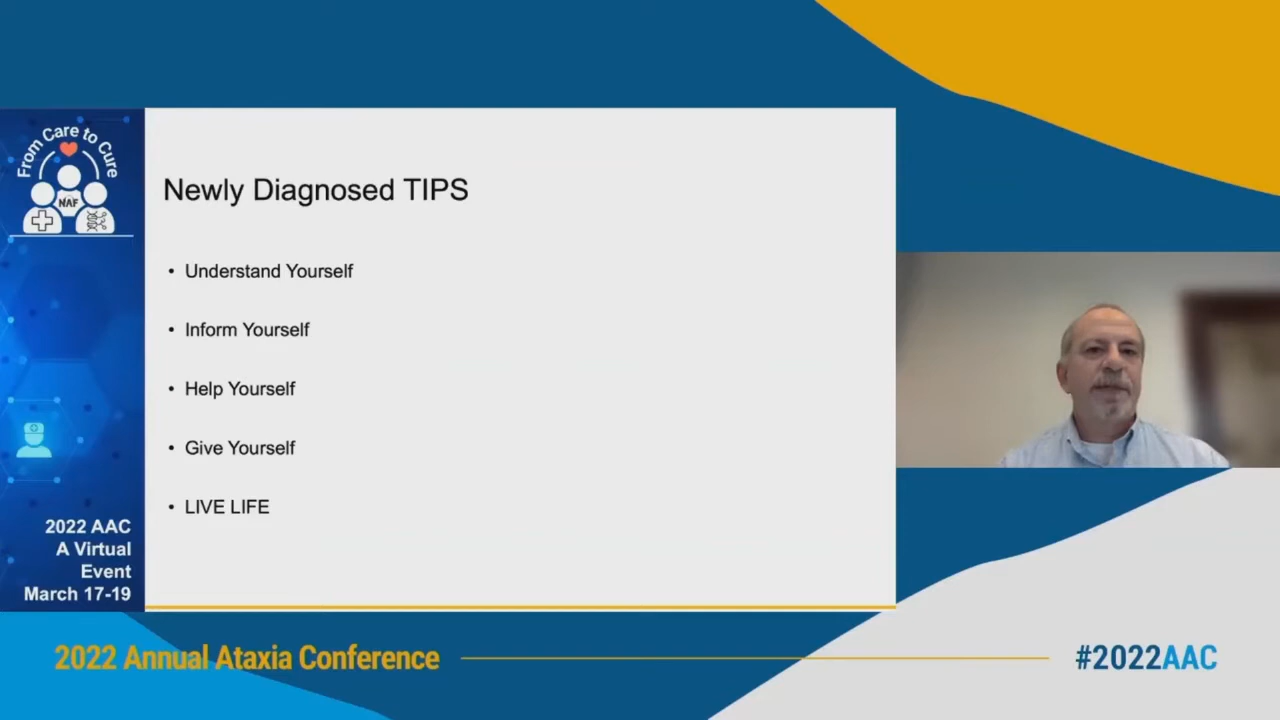 From Care to Cure
NAF
2022 AAC
A Virtual
Event
March 17-19
Newly Diagnosed TIPS
• Understand Yourself
• Inform Yourself
• Help Yourself
• Give Yourself
• LIVE LIFE
2022 Annual Ataxia Conference
#2022AAC